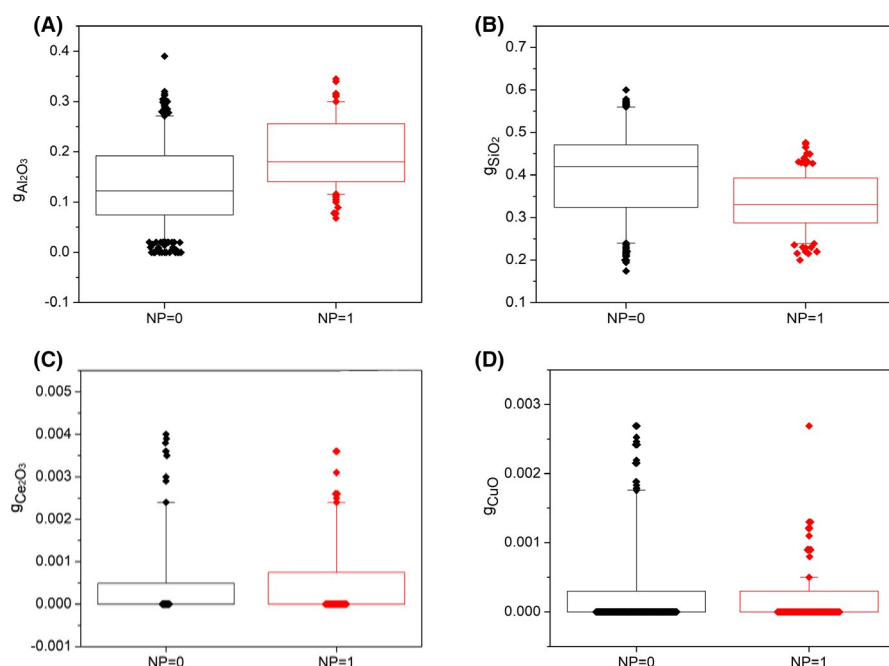 (A)
0.4
0.3
0.2
0.1
0.0
-0.1
gAl₂O₃
NP=0 NP=1
(B)
0.7
0.6
0.5
0.4
0.3
0.2
0.1
gSiO₂
NP=0 NP=1
(C)
0.005
0.004
0.003
0.002
0.001
0.000
-0.001
gCe₂O₃
NP=0 NP=1
(D)
0.003
0.002
0.001
0.000
gCuO
NP=0 NP=1